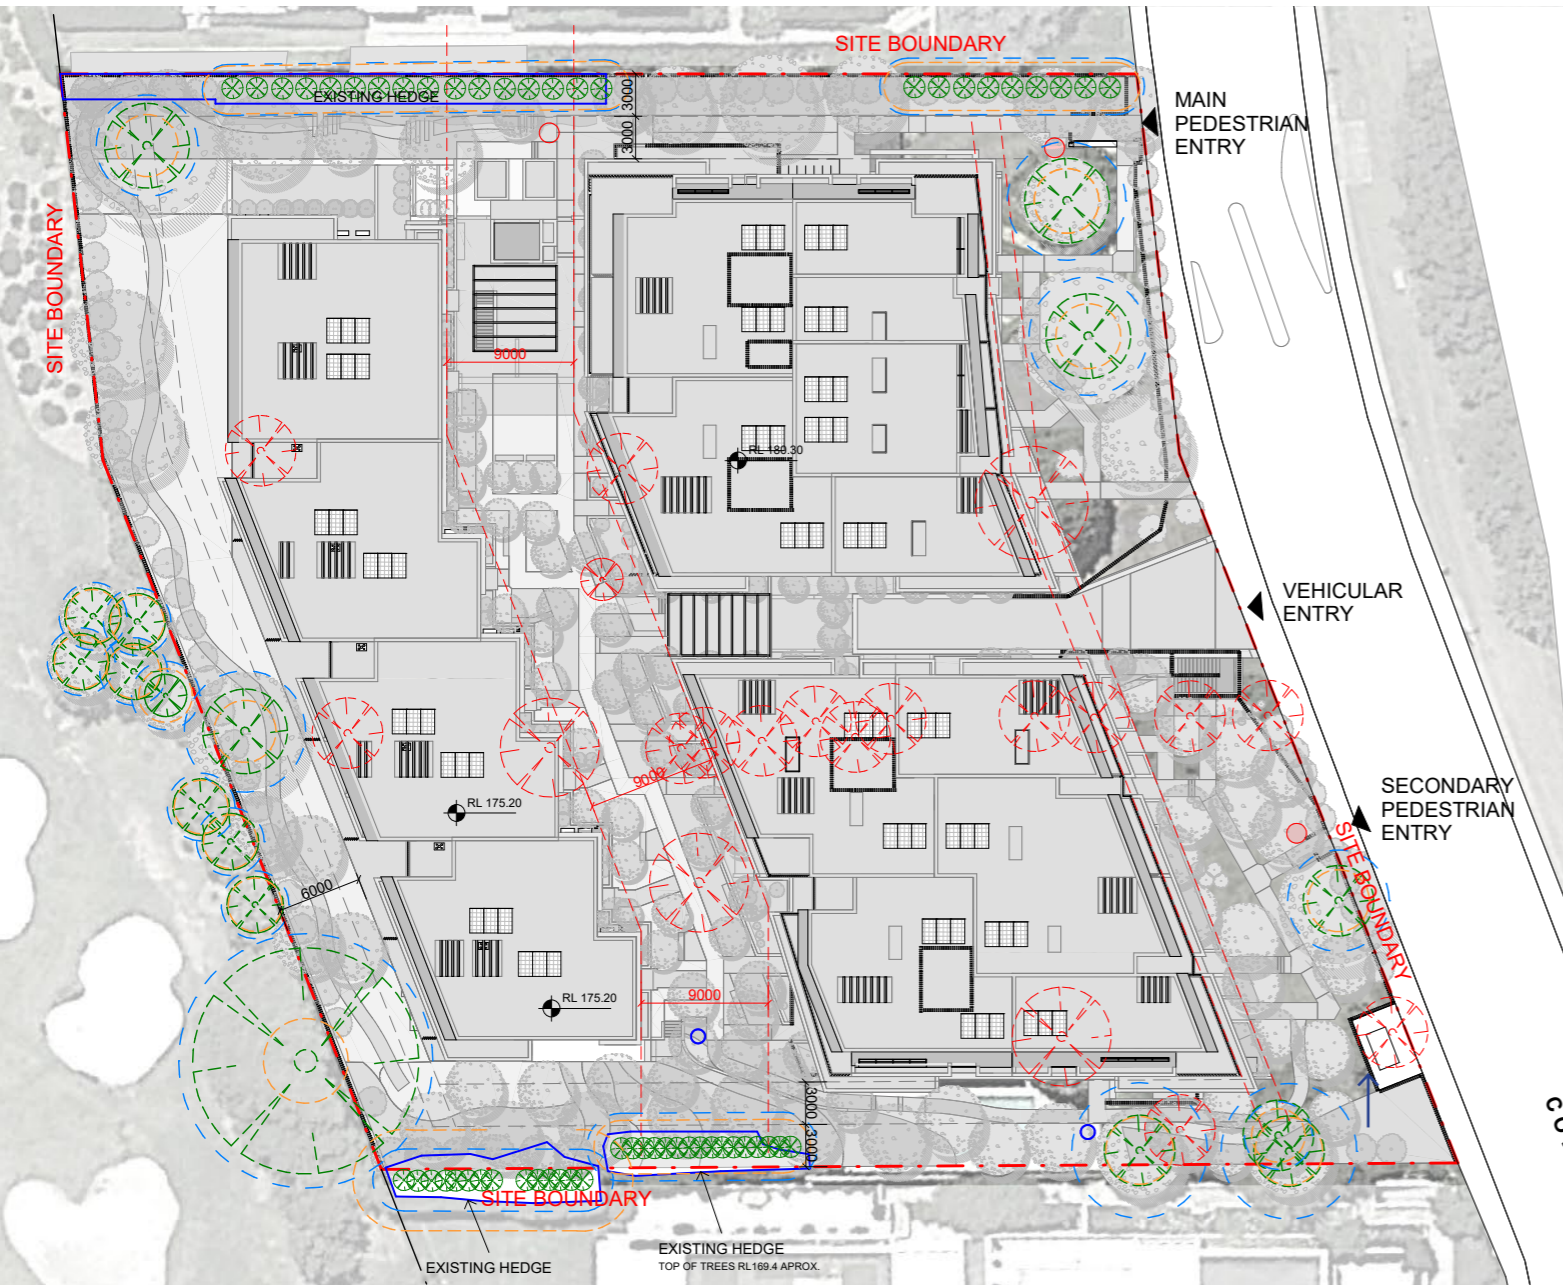 SITE BOUNDARY
EXISTING HEDGE
3000
3000
MAIN
PEDESTRIAN
ENTRY
SITE BOUNDARY
9000
RL 180.30
VEHICULAR
ENTRY
9000
RL 175.20
SECONDARY
PEDESTRIAN
ENTRY
SITE BOUNDARY
6000
RL 175.20
9000
3000
3000
SITE BOUNDARY
EXISTING HEDGE
TOP OF TREES RL169.4 APROX.
EXISTING HEDGE